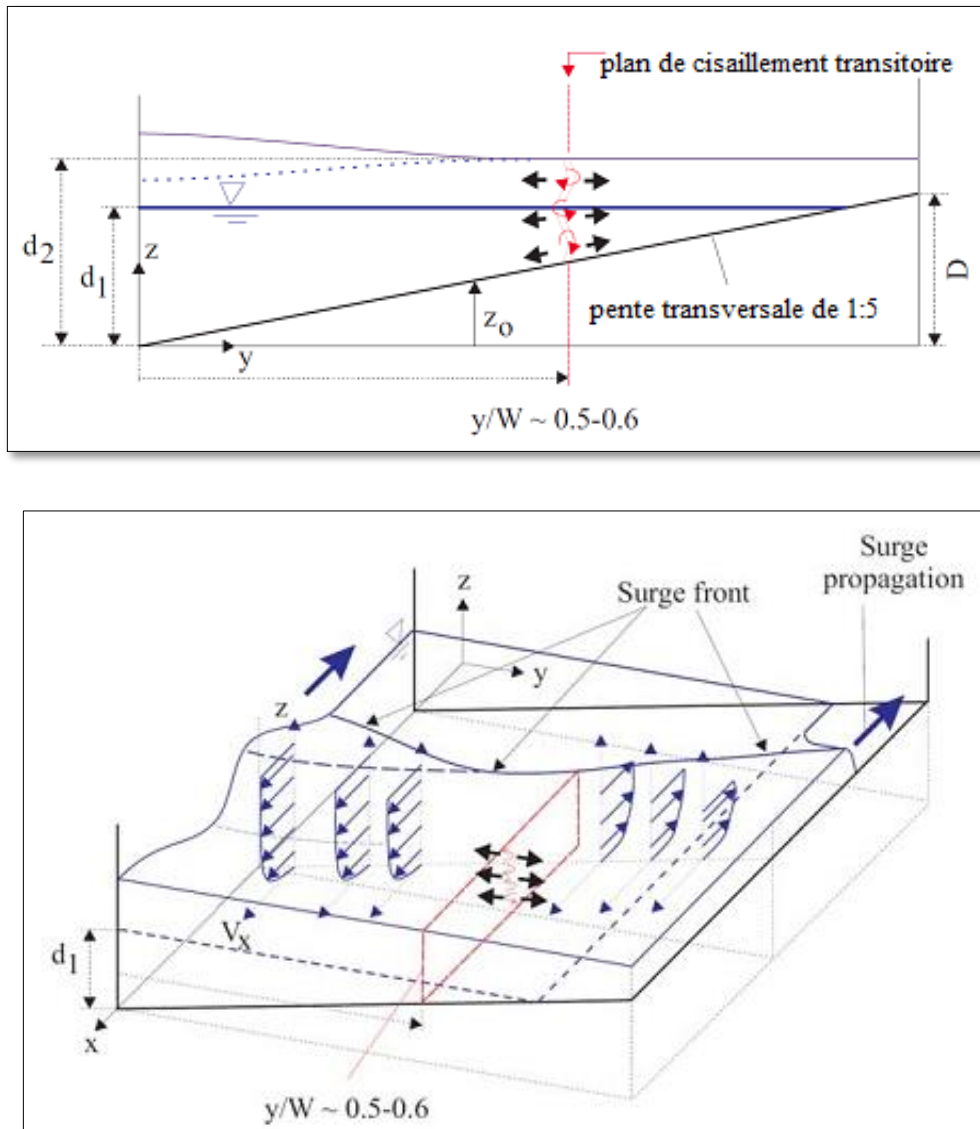 plan de cisaillement transitoire
d2
d1
z
zo
D
pente transversale de 1:5
y
y/W ~ 0.5-0.6
Surge
propagation
Surge front
z
y
z
Vx
d1
x
y/W ~ 0.5-0.6